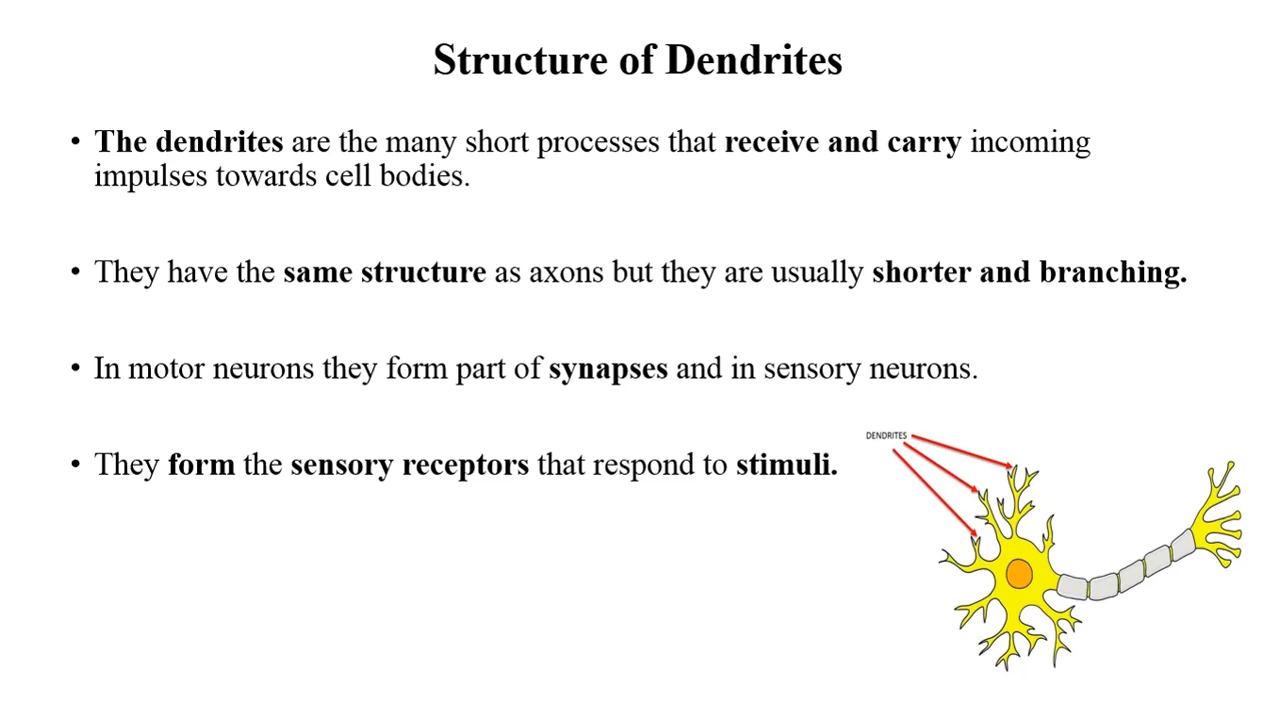 Structure of Dendrites
• The dendrites are the many short processes that receive and carry incoming
impulses towards cell bodies.
• They have the same structure as axons but they are usually shorter and branching.
• In motor neurons they form part of synapses and in sensory neurons.
• They form the sensory receptors that respond to stimuli.
DENDRITES